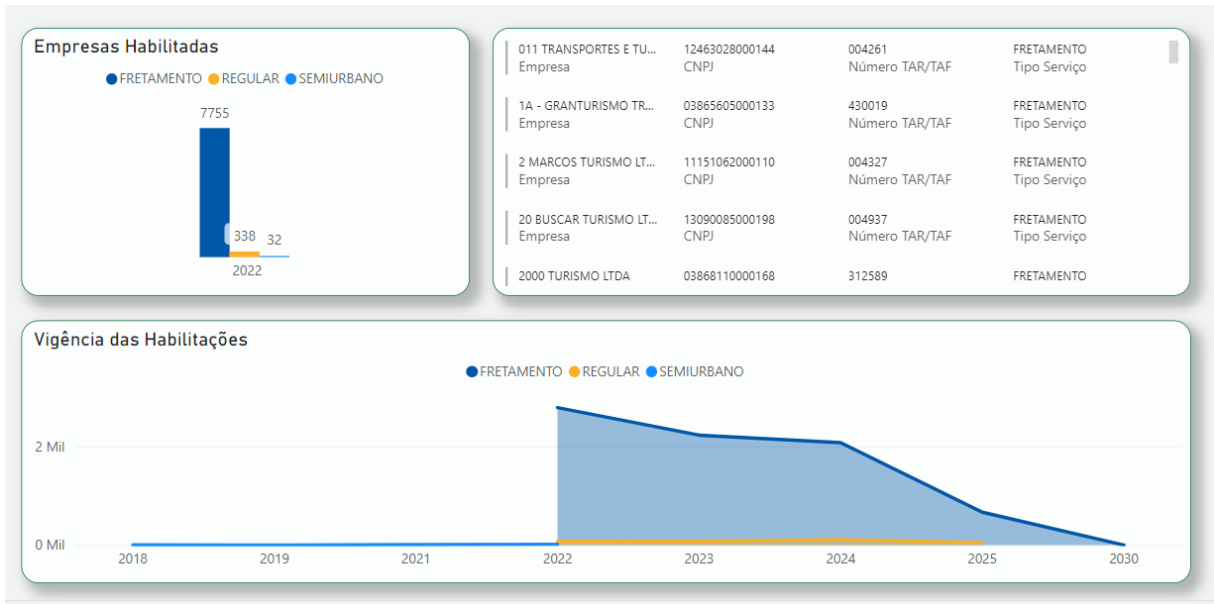 Empresas Habilitadas
FRETAMENTO REGULAR SEMIURBANO
7755
338 32
2022
011 TRANSPORTES E TU... 12463028000144 004261 FRETAMENTO
Empresa CNPJ Número TAR/TAF Tipo Serviço
1A - GRANTURISMO TR... 03865605000133 430019 FRETAMENTO
Empresa CNPJ Número TAR/TAF Tipo Serviço
2 MARCOS TURISMO LT... 11151062000110 004327 FRETAMENTO
Empresa CNPJ Número TAR/TAF Tipo Serviço
20 BUSCAR TURISMO LT... 13090085000198 004937 FRETAMENTO
Empresa CNPJ Número TAR/TAF Tipo Serviço
2000 TURISMO LTDA 03868110000168 312589 FRETAMENTO
Vigência das Habilitações
FRETAMENTO REGULAR SEMIURBANO
2 Mil
0 Mil
2018 2019 2021 2022 2023 2024 2025 2030